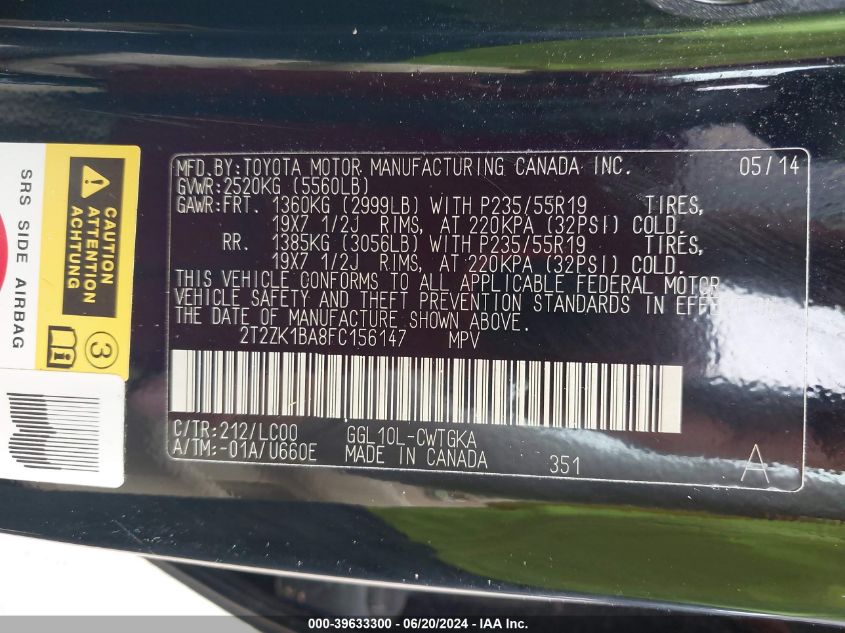 MFD.BY:TOYOTA MOTOR MANUFACTURING CANADA INC. 05/14
GVWR:2520KG (5560LB)
GAWR:FRT. 1360KG (2999LB) WITH P235/55R19 TIRES,
19X7 1/2J RIMS, AT 220KPA (32PSI) COLD.
RR. 1385KG (3056LB) WITH P235/55R19 TIRES,
19X7 1/2J RIMS, AT 220KPA (32PSI) COLD.
THIS VEHICLE CONFORMS TO ALL APPLICABLE FEDERAL MOTOR
VEHICLE SAFETY AND THEFT PREVENTION STANDARDS IN EFFECT ON
THE DATE OF MANUFACTURE SHOWN ABOVE.
2T2ZK1BA8FC156147 MPV
C/TR:212/LC00 GGL10L-CWTGKA
A/TM:-01A/U660E MADE IN CANADA 351 A
SRS SIDE AIRBAG
CAUTION
ATTENTION
3
000-39633300 - 06/20/2024 - IAA Inc.